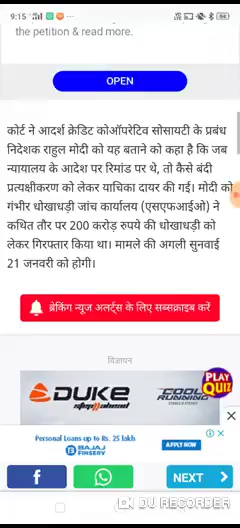 9:15
the petition & read more.
OPEN
कोर्ट ने आदर्श क्रेडिट कोऑपरेटिव सोसायटी के प्रबंध
निदेशक राहुल मोदी को यह बताने को कहा है कि जब
न्यायालय के आदेश पर रिमांड पर थे, तो कैसे बंदी
प्रत्यक्षीकरण को लेकर याचिका दायर की गई। मोदी को
गंभीर धोखाधड़ी जांच कार्यालय (एसएफआईओ) ने
कथित तौर पर 200 करोड़ रुपये की धोखाधड़ी को
लेकर गिरफ्तार किया था। मामले की अगली सुनवाई
21 जनवरी को होगी।
ब्रेकिंग न्यूज अलर्ट्स के लिए सब्सक्राइब करें
विज्ञापन
DUKE
step ahead
COOL
RUNNING
PLAY
QUIZ
Personal Loans up to Rs. 25 lakh
BAJAJ
FINSERV
APPLY NOW
NEXT
DU RECORDER